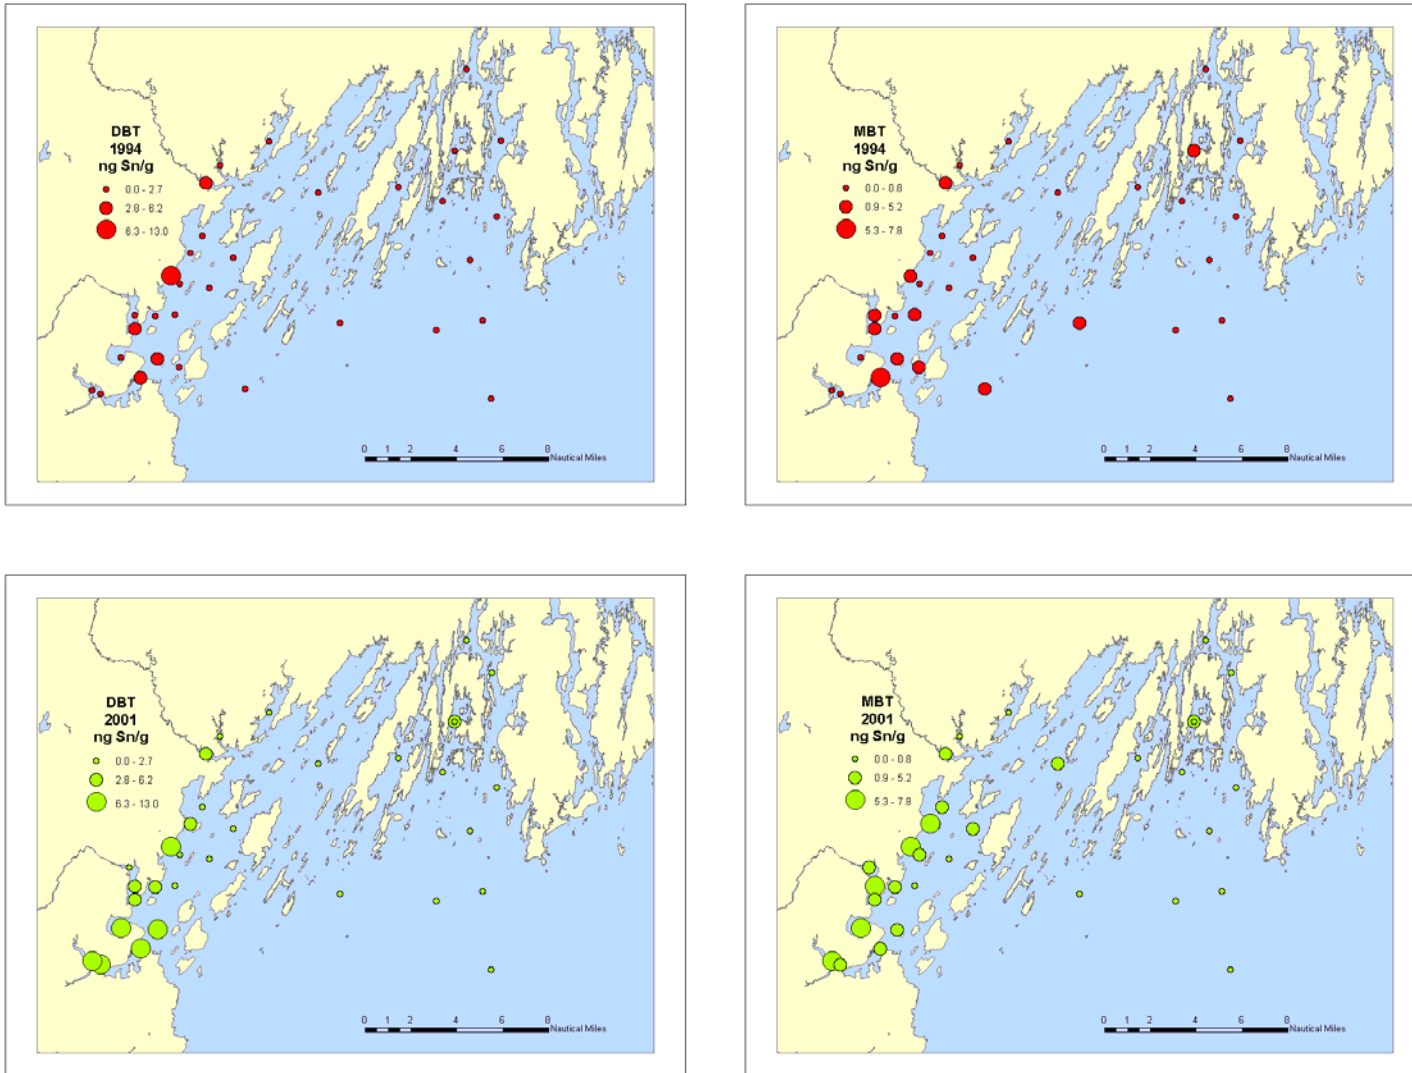 DBT
1994
ng Sn/g
0.0 - 2.7
2.8 - 6.2
6.3 - 13.0
0 1 2 4 6 8
Nautical Miles
MBT
1994
ng Sn/g
0.0 - 0.8
0.9 - 5.2
5.3 - 7.8
0 1 2 4 6 8
Nautical Miles
DBT
2001
ng Sn/g
0.0 - 2.7
2.8 - 6.2
6.3 - 13.0
0 1 2 4 6 8
Nautical Miles
MBT
2001
ng Sn/g
0.0 - 0.8
0.9 - 5.2
5.3 - 7.8
0 1 2 4 6 8
Nautical Miles